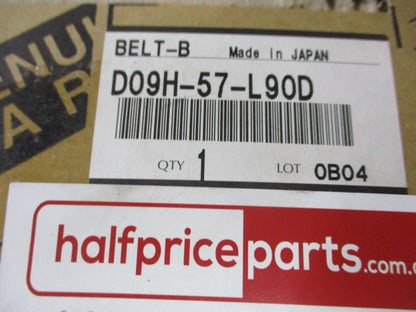 BELT-B Made in JAPAN
D09H-57-L90D
QTY 1 LOT 0B04
halfpriceparts.com.